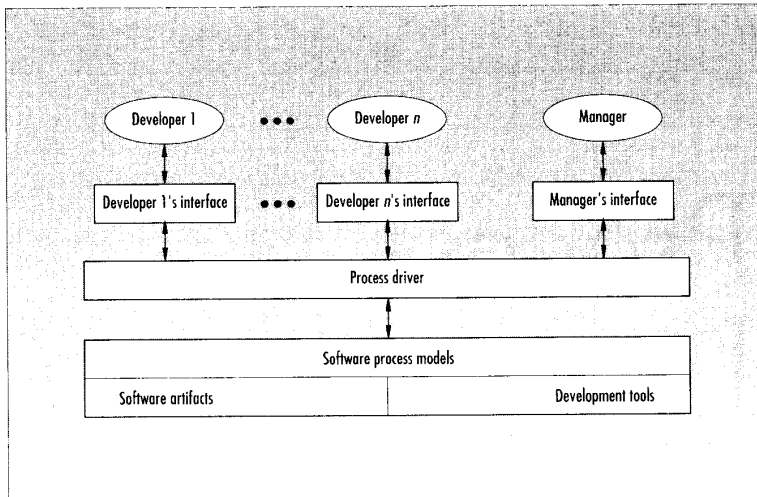 Developer 1
Developer n
Manager
Developer 1's interface
Developer n's interface
Manager's interface
Process driver
Software process models
Software artifacts
Development tools